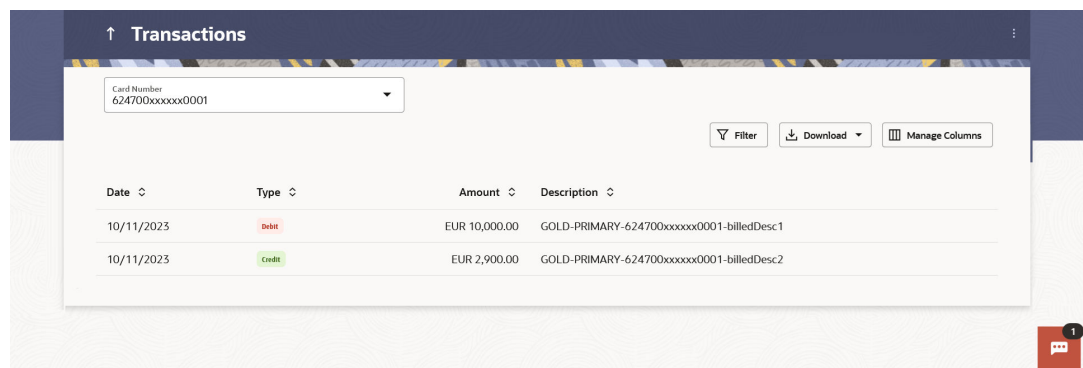 ↑ Transactions
Card Number
624700xxxxxx0001
Filter Download Manage Columns
Date Type Amount Description
10/11/2023 Debit EUR 10,000.00 GOLD-PRIMARY-624700xxxxxx0001-billedDesc1
10/11/2023 Credit EUR 2,900.00 GOLD-PRIMARY-624700xxxxxx0001-billedDesc2
1